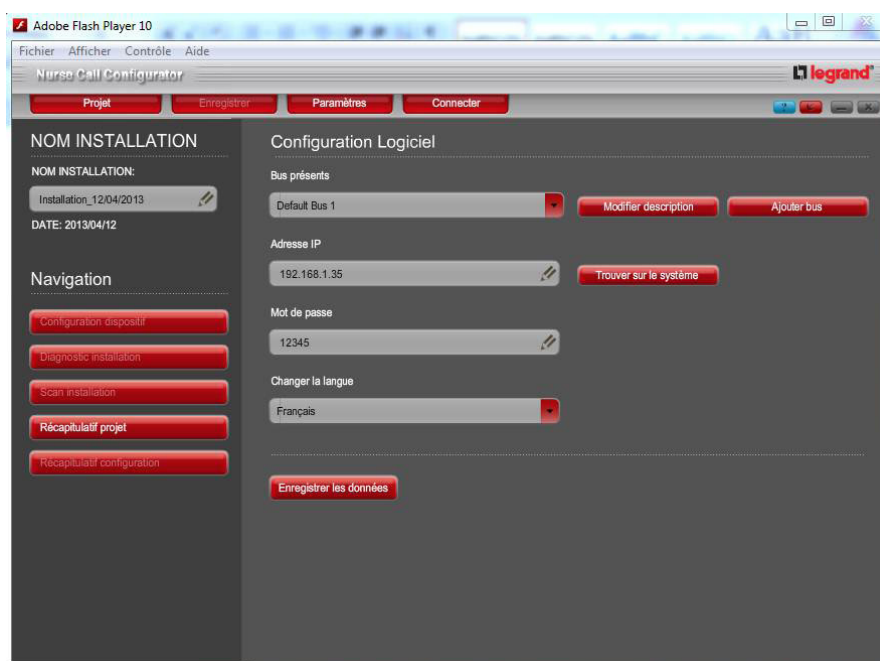 Adobe Flash Player 10
Fichier Afficher Contrôle Aide
Nurse Call Configurator
legrand
Projet Enregistrer Paramètres Connecter
NOM INSTALLATION
NOM INSTALLATION:
Installation_12/04/2013
DATE: 2013/04/12
Navigation
Configuration dispositif
Diagnostic installation
Scan installation
Récapitulatif projet
Récapitulatif configuration
Configuration Logiciel
Bus présents
Default Bus 1 Modifier description Ajouter bus
Adresse IP
192.168.1.35 Trouver sur le système
Mot de passe
12345
Changer la langue
Français
Enregistrer les données